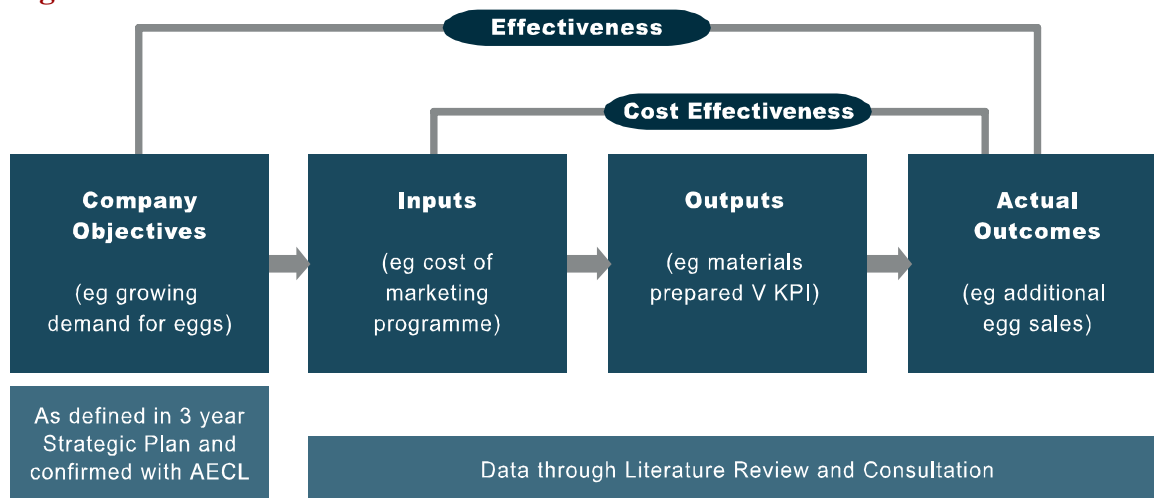 Effectiveness
Cost Effectiveness
Company
Objectives
(eg growing
demand for eggs)
Inputs
(eg cost of
marketing
programme)
Outputs
(eg materials
prepared V KPI)
Actual
Outcomes
(eg additional
egg sales)
As defined in 3 year
Strategic Plan and
confirmed with AECL
Data through Literature Review and Consultation